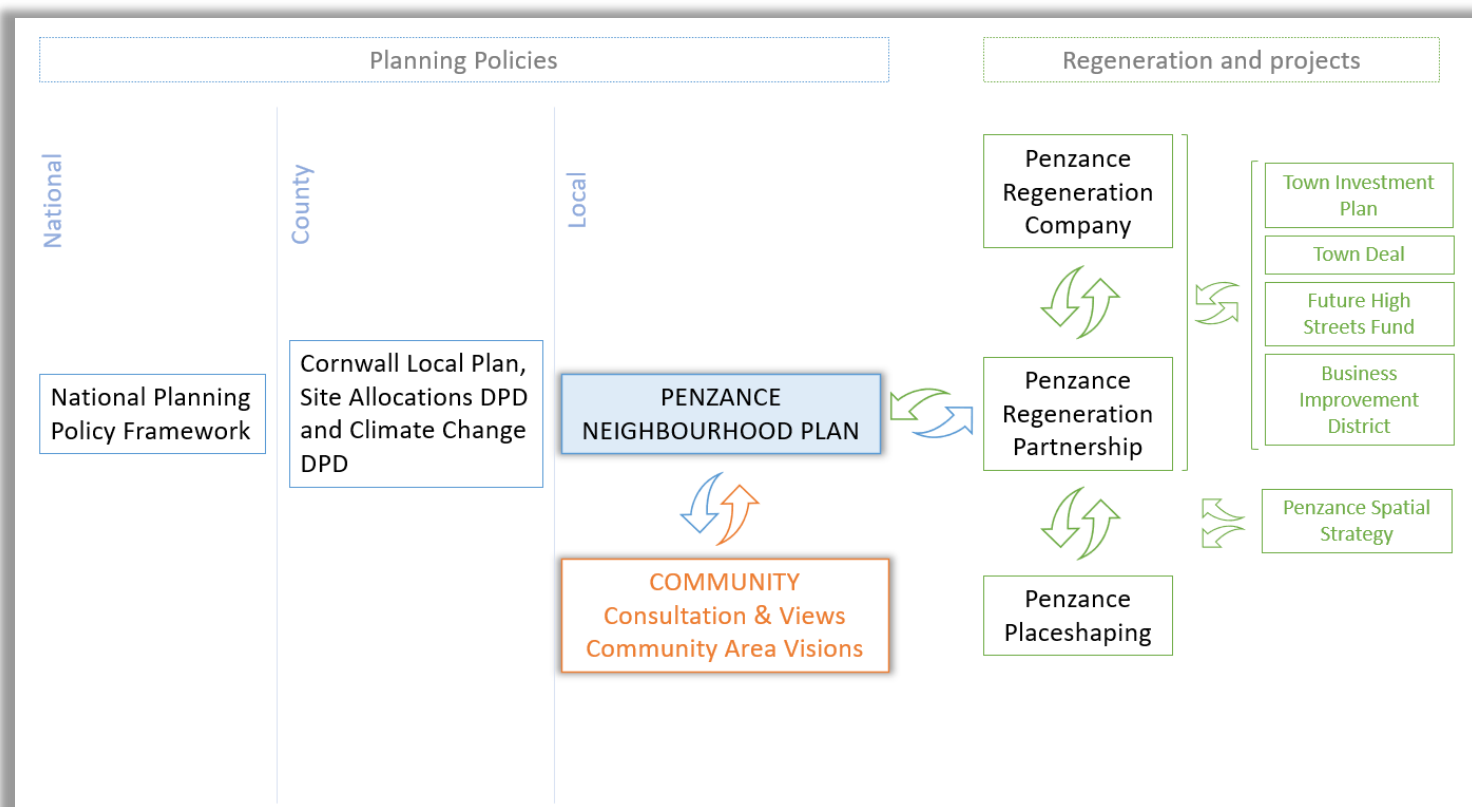 Planning Policies
Regeneration and projects
National
County
Local
National Planning
Policy Framework
Cornwall Local Plan,
Site Allocations DPD
and Climate Change
DPD
PENZANCE
NEIGHBOURHOOD PLAN
COMMUNITY
Consultation & Views
Community Area Visions
Penzance
Regeneration
Company
Penzance
Regeneration
Partnership
Penzance
Placeshaping
Town Investment
Plan
Town Deal
Future High
Streets Fund
Business
Improvement
District
Penzance Spatial
Strategy